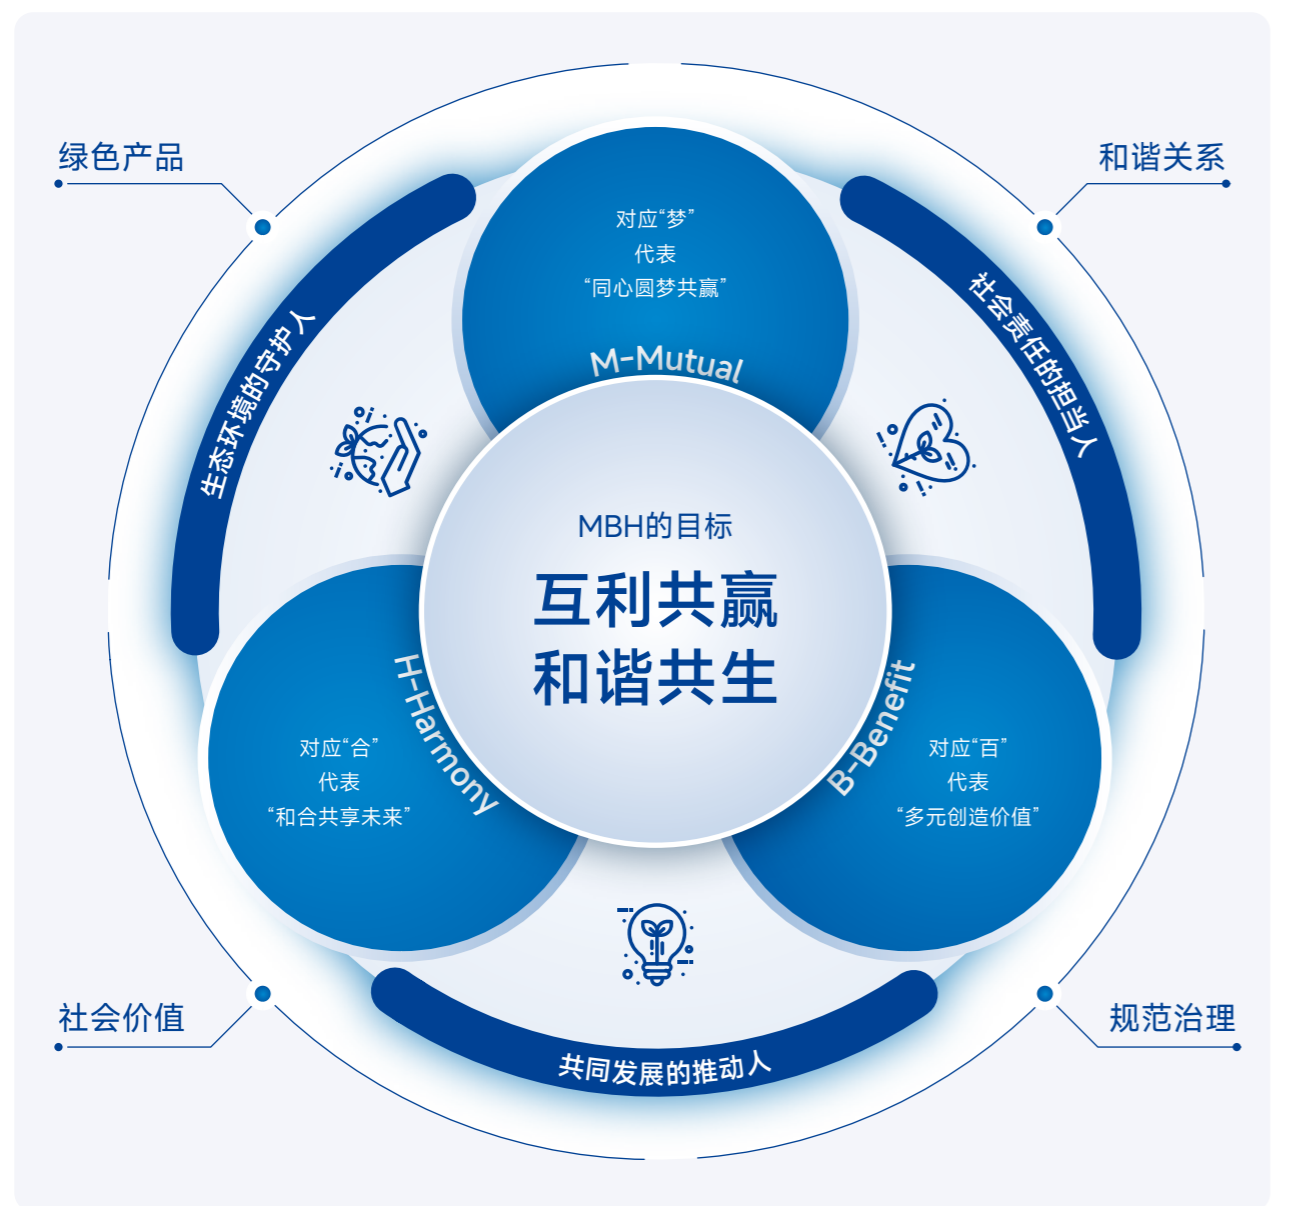 绿色产品
和谐关系
生态环境的守护人
社会责任的担当人
对应“梦”
代表
“同心圆梦共赢”
M-Mutual
MBH的目标
互利共赢
和谐共生
H-Harmony
对应“合”
代表
“和合共享未来”
B-Benefit
对应“百”
代表
“多元创造价值”
共同发展的推动人
社会价值
规范治理